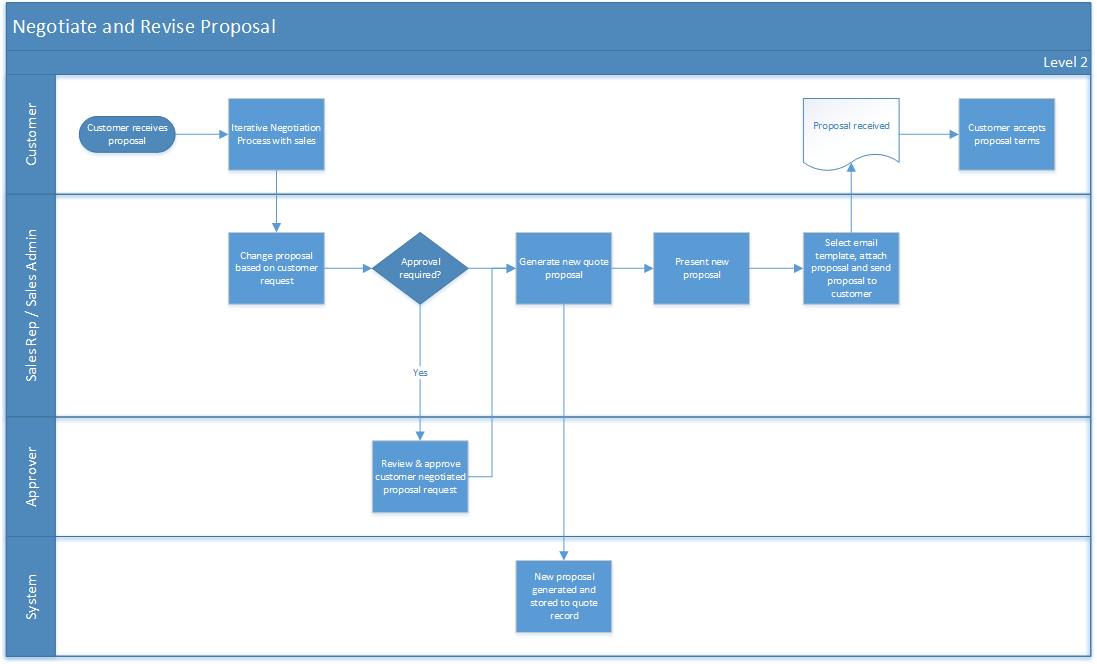 Negotiate and Revise Proposal
Level 2
Customer
Customer receives
proposal
Iterative Negotiation
Process with sales
Proposal received
Customer accepts
proposal terms
Sales Rep / Sales Admin
Change proposal
based on customer
request
Approval
required?
Generate new quote
proposal
Present new
proposal
Select email
template, attach
proposal and send
proposal to
customer
Yes
Approver
Review & approve
customer negotiated
proposal request
System
New proposal
generated and
stored to quote
record